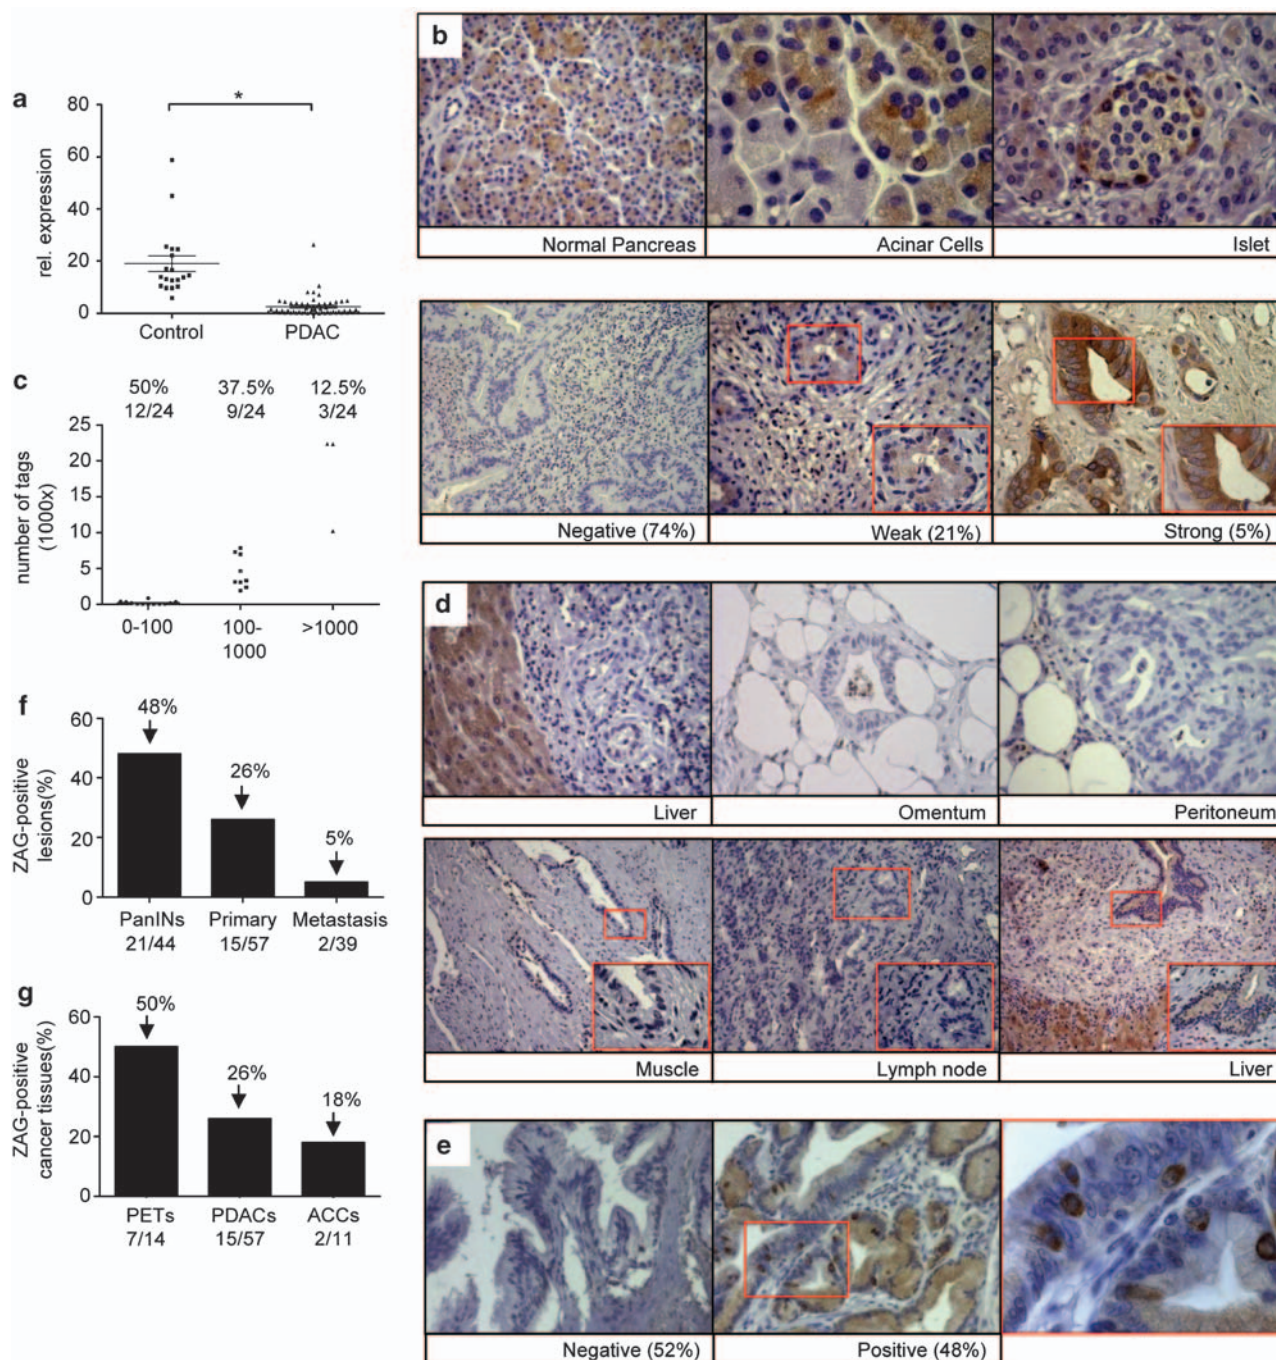 a
80
60
40
20
0
rel. expression
*
Control PDAC
b
Normal Pancreas
Acinar Cells
Islet
Negative (74%)
Weak (21%)
Strong (5%)
c
50% 37.5% 12.5%
12/24 9/24 3/24
25
20
15
10
5
0
number of tags
(1000x)
0-100 100- >1000
1000
d
Liver
Omentum
Peritoneum
Muscle
Lymph node
Liver
f
60
40
20
0
ZAG-positive
lesions(%)
48%
26%
5%
PanINs Primary Metastasis
21/44 15/57 2/39
g
60
40
20
0
ZAG-positive
cancer tissues(%)
50%
26%
18%
PETs PDACs ACCs
7/14 15/57 2/11
e
Negative (52%)
Positive (48%)